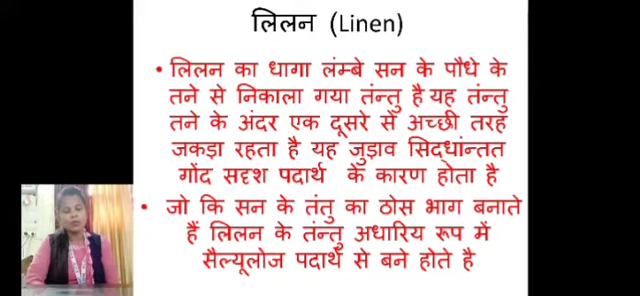 लिलन (Linen)
• लिलन का धागा लंम्बे सन के पौधे के
तने से निकाला गया तंन्तु है यह तंन्तु
तने के अंदर एक दूसरे से अच्छी तरह
जकड़ा रहता है यह जुड़ाव सिद्धांन्तत
गोंद सदृश पदार्थ के कारण होता है
• जो कि सन के तंतु का ठोस भाग बनाते
हैं लिलन के तंन्तु अधारिय रूप में
सैल्यूलोज पदार्थ से बने होते है